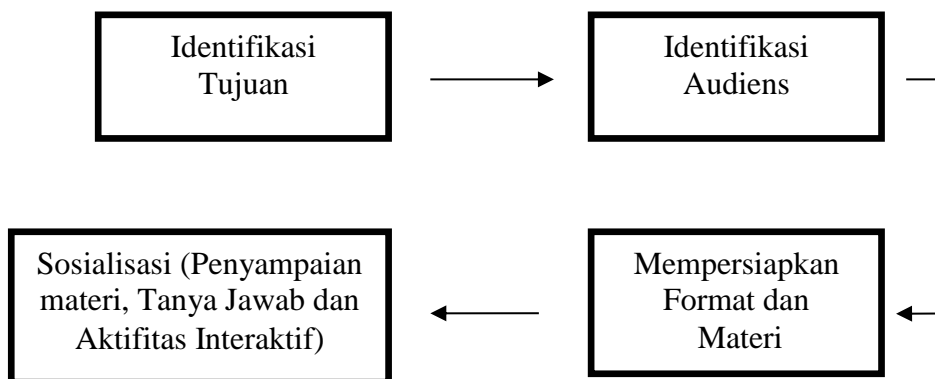 Identifikasi
Tujuan
Identifikasi
Audiens
Sosialisasi (Penyampaian
materi, Tanya Jawab dan
Aktifitas Interaktif)
Mempersiapkan
Format dan
Materi